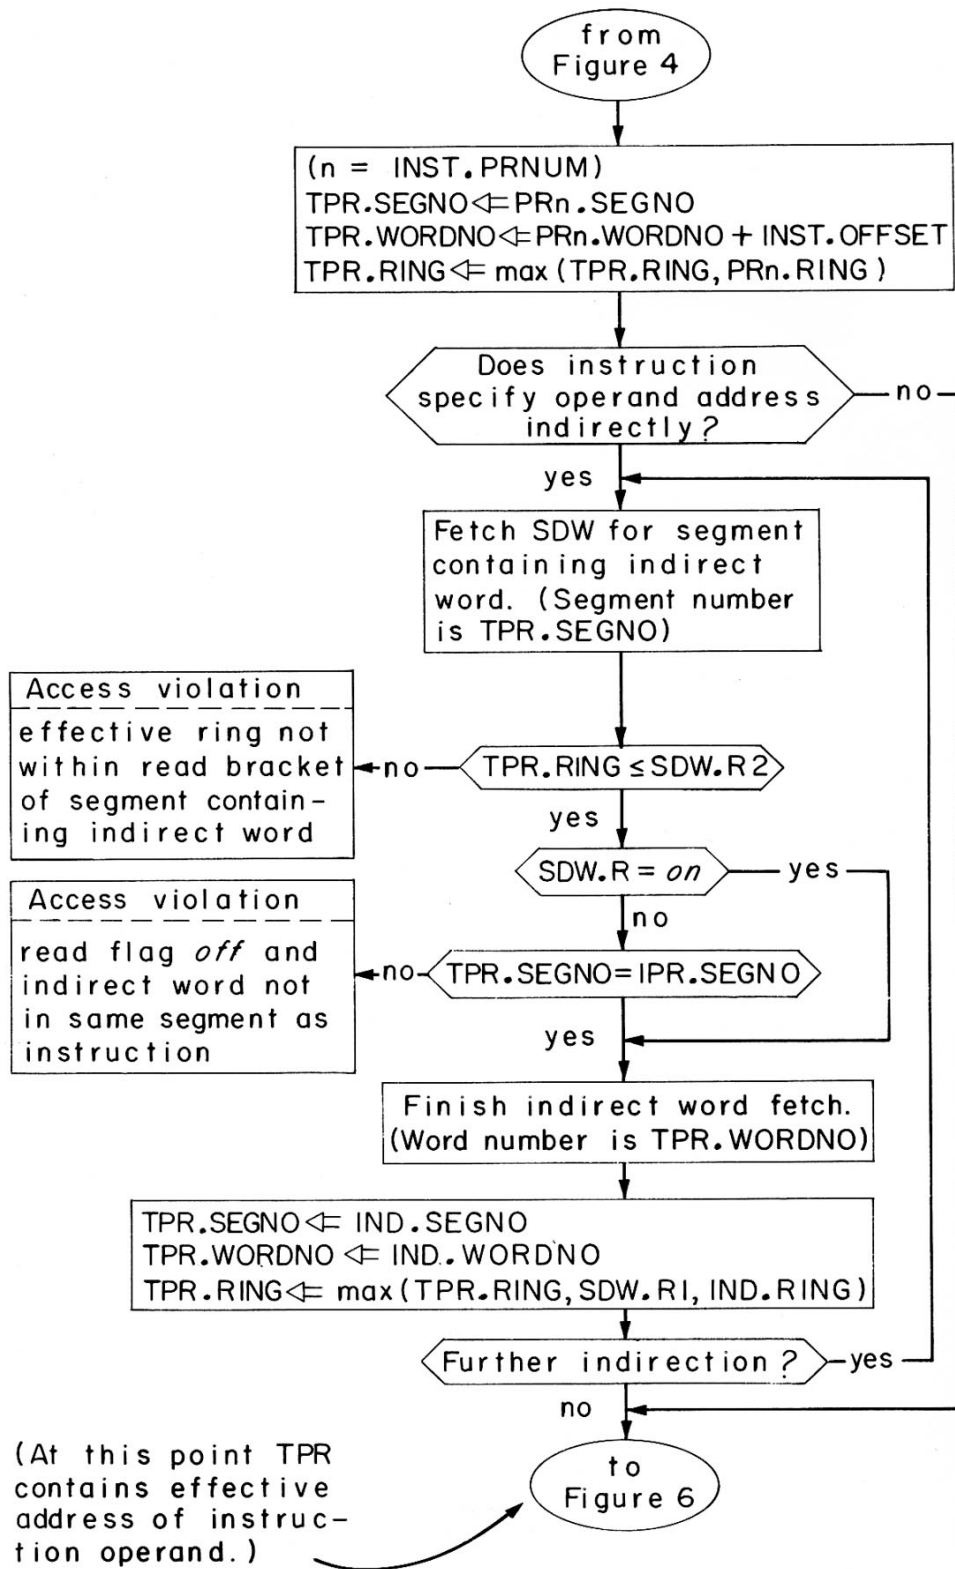 from
Figure 4
(n = INST.PRNUM)
TPR.SEGNO⇐PRn.SEGNO
TPR.WORDNO⇐PRn.WORDNO + INST.OFFSET
TPR.RING⇐ max (TPR.RING, PRn.RING )
Does instruction
specify operand address
indirectly?
no
yes
Fetch SDW for segment
containing indirect
word. (Segment number
is TPR.SEGNO)
Access violation
effective ring not
within read bracket
of segment contain-
ing indirect word
no
TPR.RING ≤ SDW.R2
yes
SDW.R = on
yes
no
Access violation
read flag off and
indirect word not
in same segment as
instruction
no
TPR.SEGNO= IPR.SEGNO
yes
Finish indirect word fetch.
(Word number is TPR.WORDNO)
TPR.SEGNO⇐ IND.SEGNO
TPR.WORDNO ⇐ IND..WORDNO
TPR.RING⇐ max (TPR.RING, SDW.R1, IND.RING)
Further indirection ?
yes
no
to
Figure 6
(At this point TPR
contains effective
address of instruc-
tion operand.)